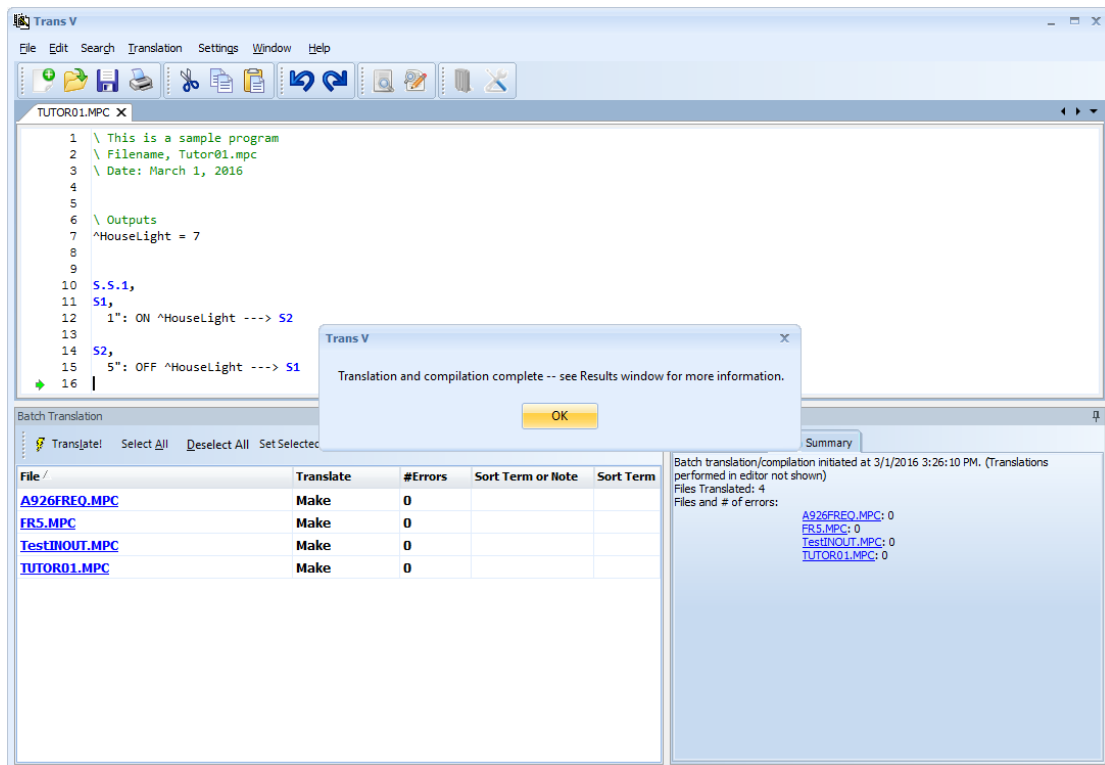 Trans V
File Edit Search Translation Settings Window Help
TUTOR01.MPC X
1 \ This is a sample program
2 \ Filename, Tutor01.mpc
3 \ Date: March 1, 2016
4
5
6 \ Outputs
7 ^HouseLight = 7
8
9
10 S.S.1,
11 S1,
12 1": ON ^HouseLight ---> S2
13
14 S2,
15 5": OFF ^HouseLight ---> S1
16
Trans V
Translation and compilation complete -- see Results window for more information.
OK
Batch Translation
Translate! Select All Deselect All Set Selected
File Translate #Errors Sort Term or Note Sort Term
A926FREQ.MPC Make 0
FR5.MPC Make 0
TestINOUT.MPC Make 0
TUTOR01.MPC Make 0
Summary
Batch translation/compilation initiated at 3/1/2016 3:26:10 PM. (Translations
performed in editor not shown)
Files Translated: 4
Files and # of errors:
A926FREQ.MPC: 0
FR5.MPC: 0
TestINOUT.MPC: 0
TUTOR01.MPC: 0